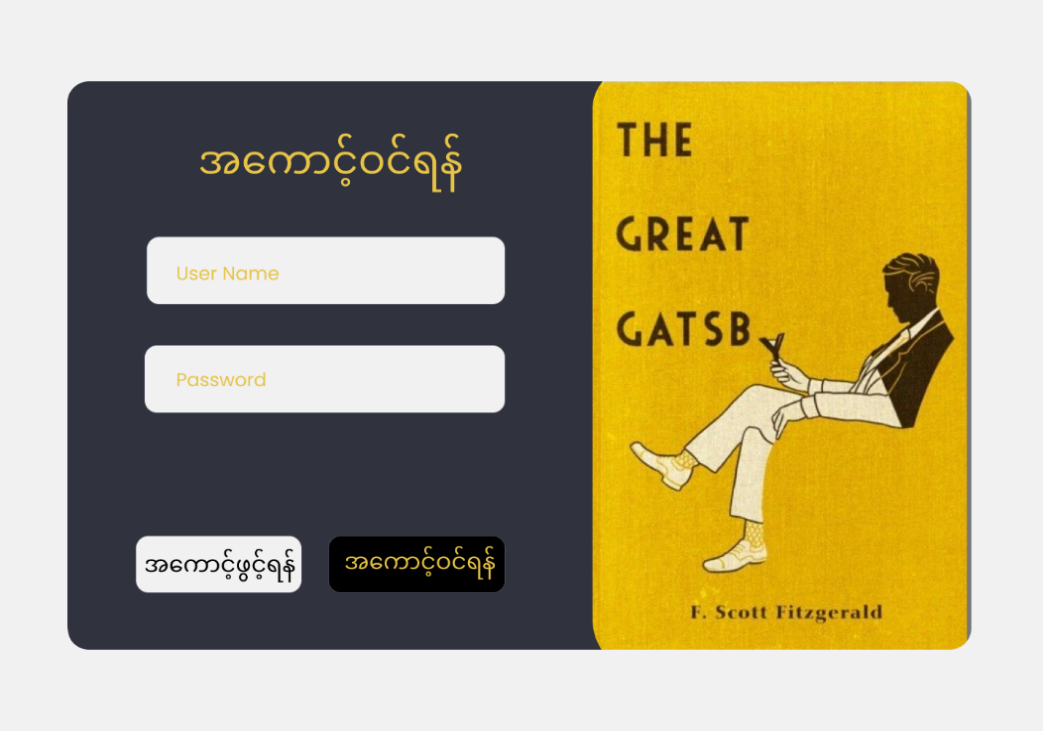 အကောင့်ဝင်ရန်
User Name
Password
အကောင့်ဖွင့်ရန်
အကောင့်ဝင်ရန်
THE
GREAT
GATSBY
F. Scott Fitzgerald